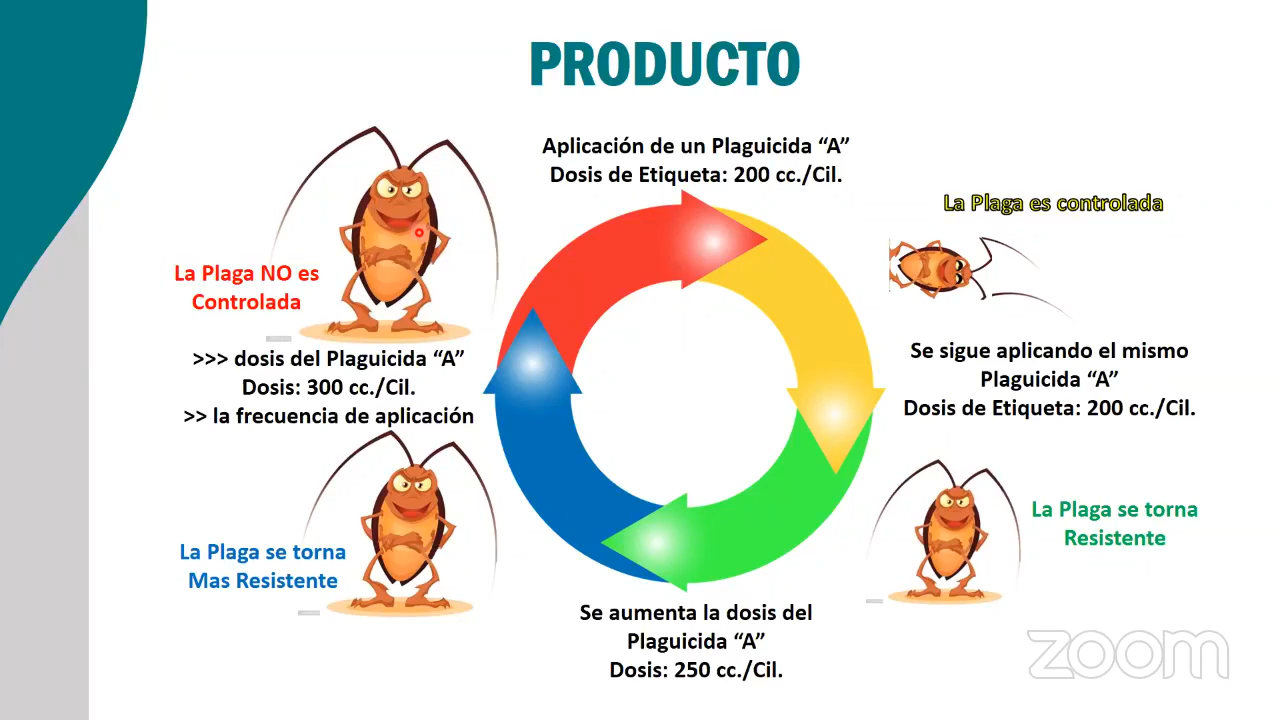 PRODUCTO
Aplicación de un Plaguicida “A”
Dosis de Etiqueta: 200 cc./Cil.
La Plaga es controlada
Se sigue aplicando el mismo
Plaguicida “A”
Dosis de Etiqueta: 200 cc./Cil.
La Plaga se torna
Resistente
Se aumenta la dosis del
Plaguicida “A”
Dosis: 250 cc./Cil.
La Plaga se torna
Mas Resistente
>>> dosis del Plaguicida “A”
Dosis: 300 cc./Cil.
>> la frecuencia de aplicación
La Plaga NO es
Controlada
zoom